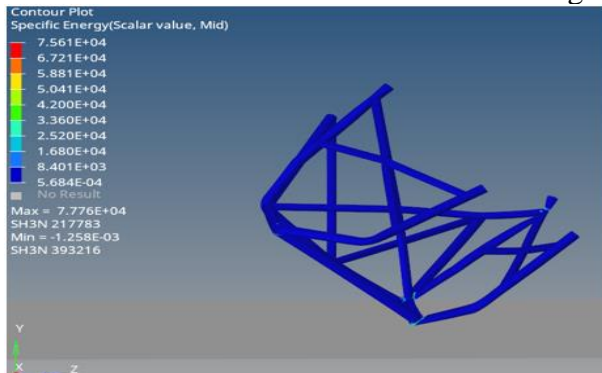 Contour Plot
Specific Energy(Scalar value, Mid)
7.561E+04
6.721E+04
5.881E+04
5.041E+04
4.200E+04
3.360E+04
2.520E+04
1.680E+04
8.401E+03
5.684E-04
No Result
Max = 7.776E+04
SH3N 217783
Min = -1.258E-03
SH3N 393216
Y
X
Z